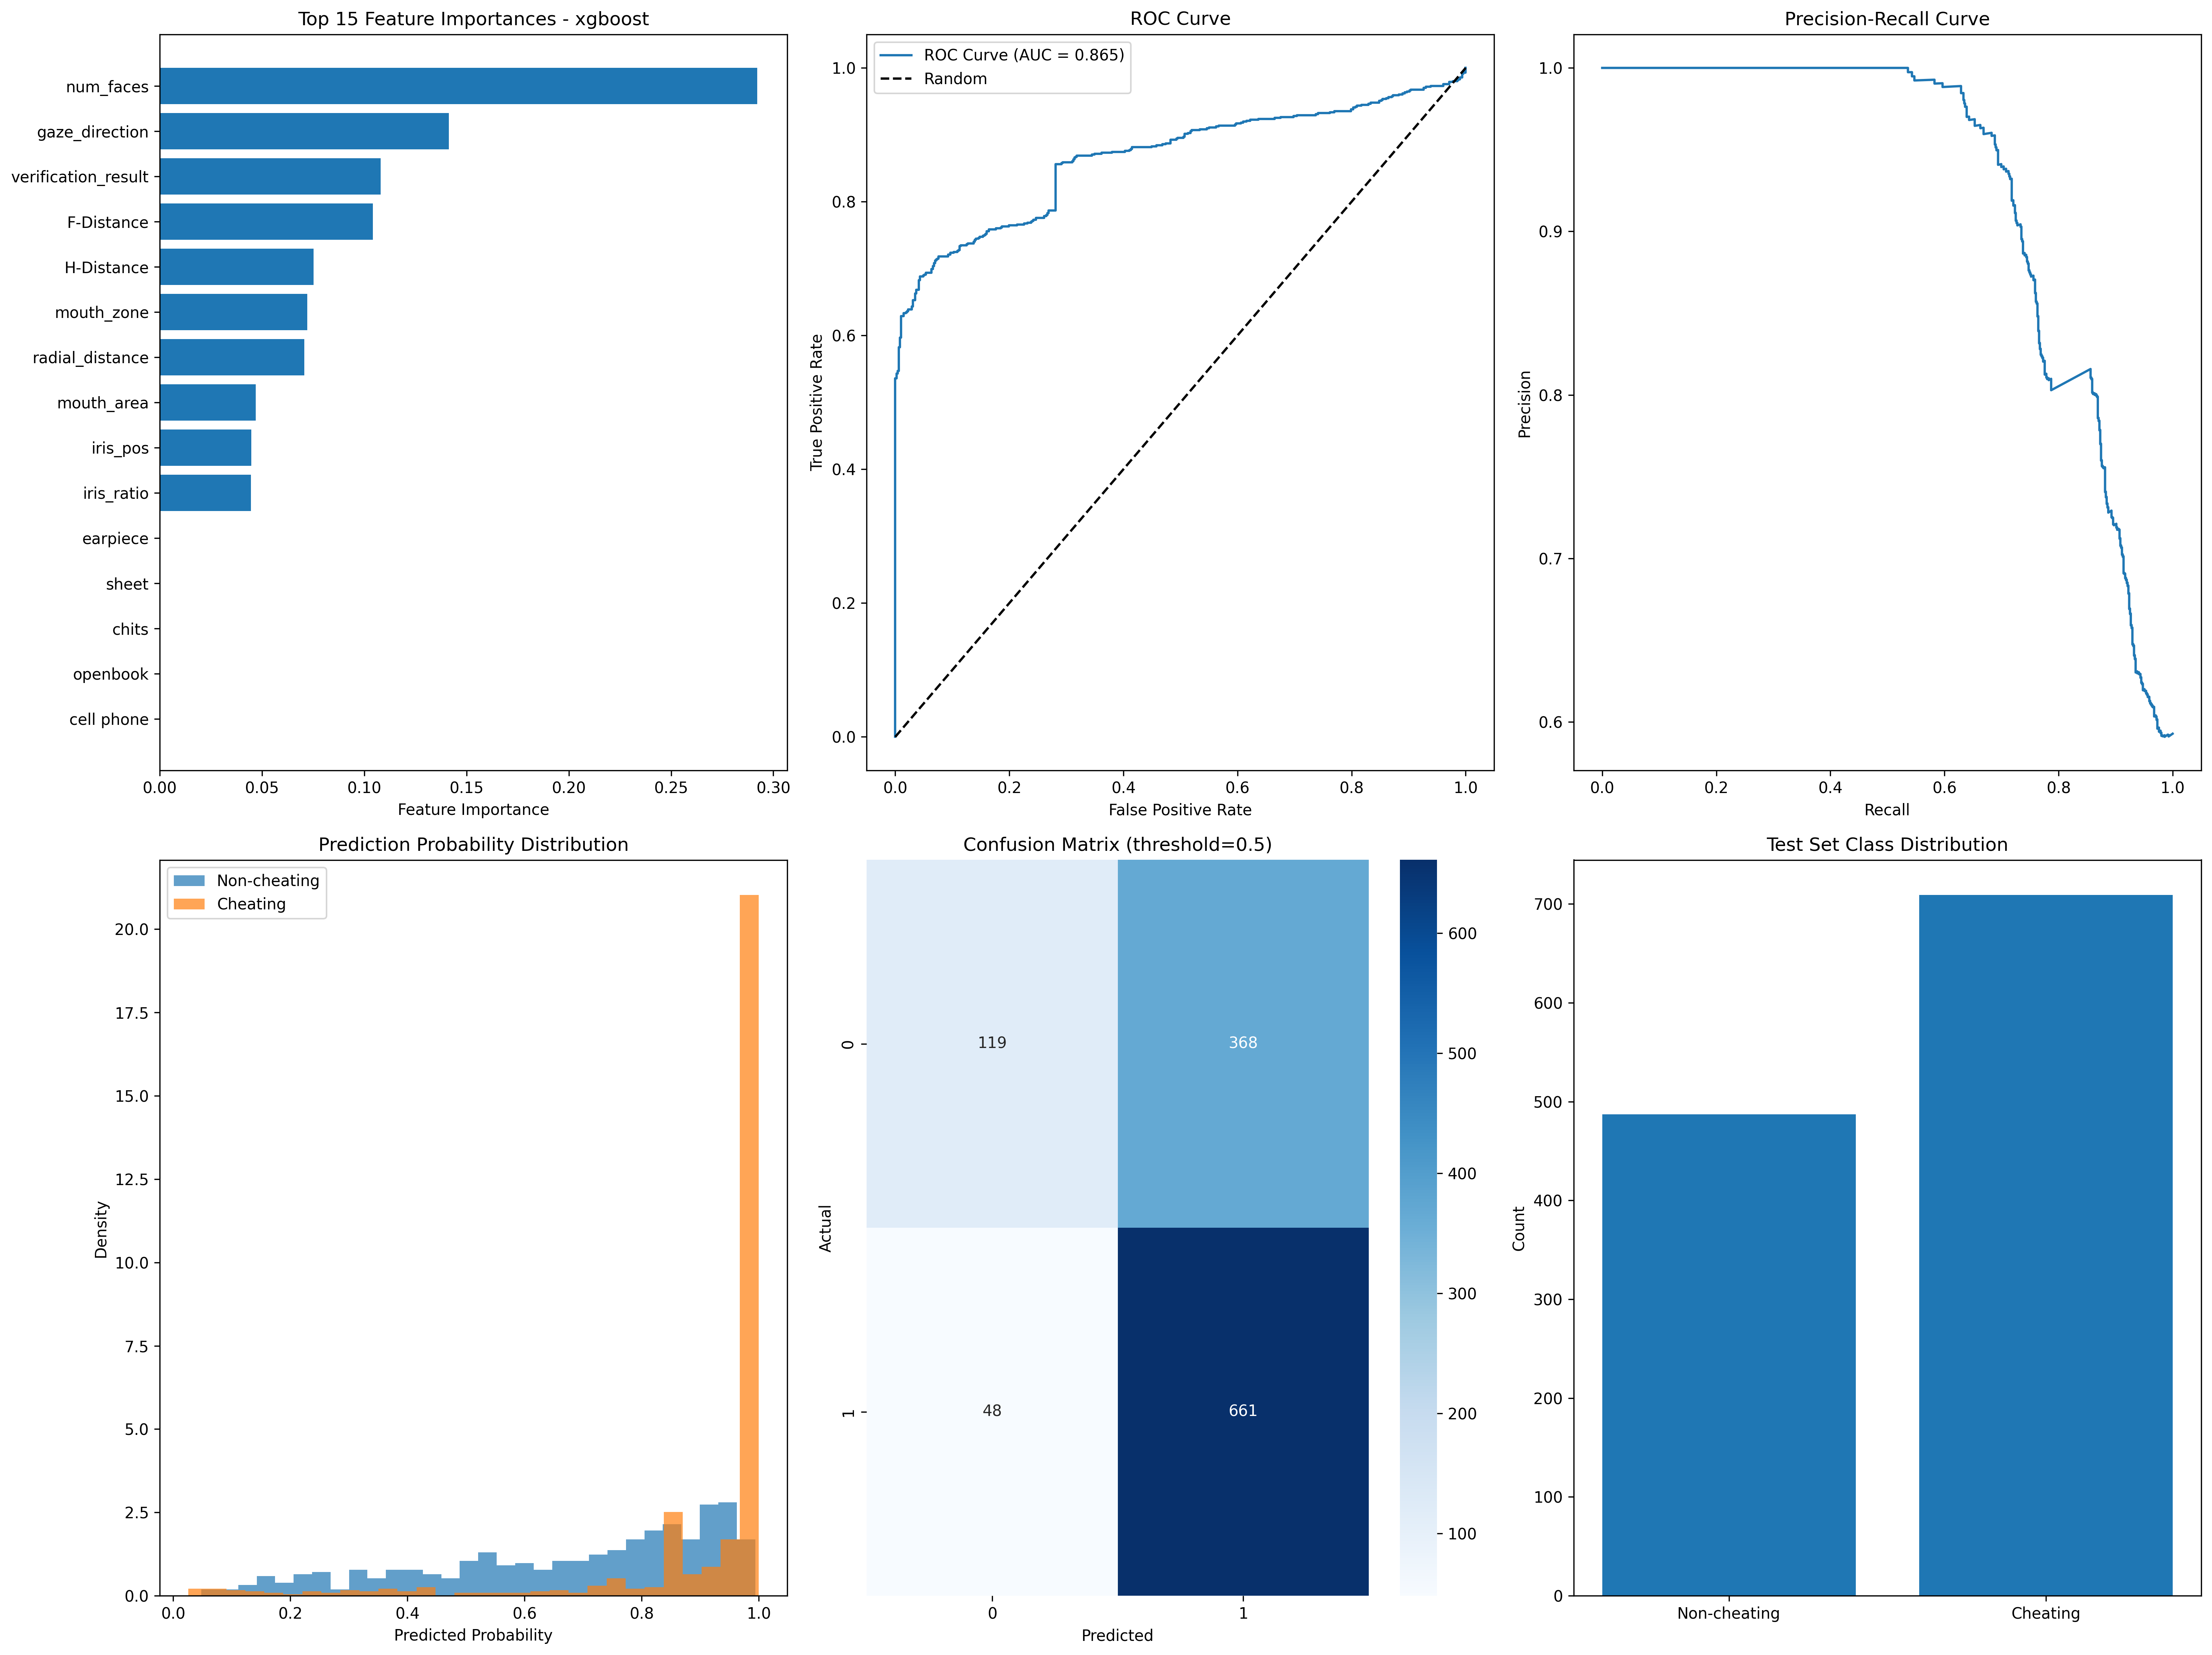 Top 15 Feature Importances - xgboost
num_faces
gaze_direction
verification_result
F-Distance
H-Distance
mouth_zone
radial_distance
mouth_area
iris_pos
iris_ratio
earpiece
sheet
chits
openbook
cell phone
0.00 0.05 0.10 0.15 0.20 0.25 0.30
Feature Importance
ROC Curve
ROC Curve (AUC = 0.865)
Random
True Positive Rate
1.0
0.8
0.6
0.4
0.2
0.0
0.0 0.2 0.4 0.6 0.8 1.0
False Positive Rate
Precision-Recall Curve
Precision
1.0
0.9
0.8
0.7
0.6
0.0 0.2 0.4 0.6 0.8 1.0
Recall
Prediction Probability Distribution
Non-cheating
Cheating
Density
20.0
17.5
15.0
12.5
10.0
7.5
5.0
2.5
0.0
0.0 0.2 0.4 0.6 0.8 1.0
Predicted Probability
Confusion Matrix (threshold=0.5)
Actual
0
119 368
1
48 661
0 1
Predicted
600
500
400
300
200
100
Test Set Class Distribution
Count
700
600
500
400
300
200
100
0
Non-cheating Cheating